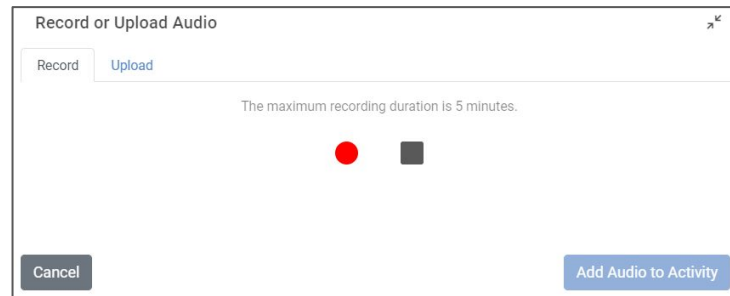 Record or Upload Audio
Record Upload
The maximum recording duration is 5 minutes.
Cancel Add Audio to Activity